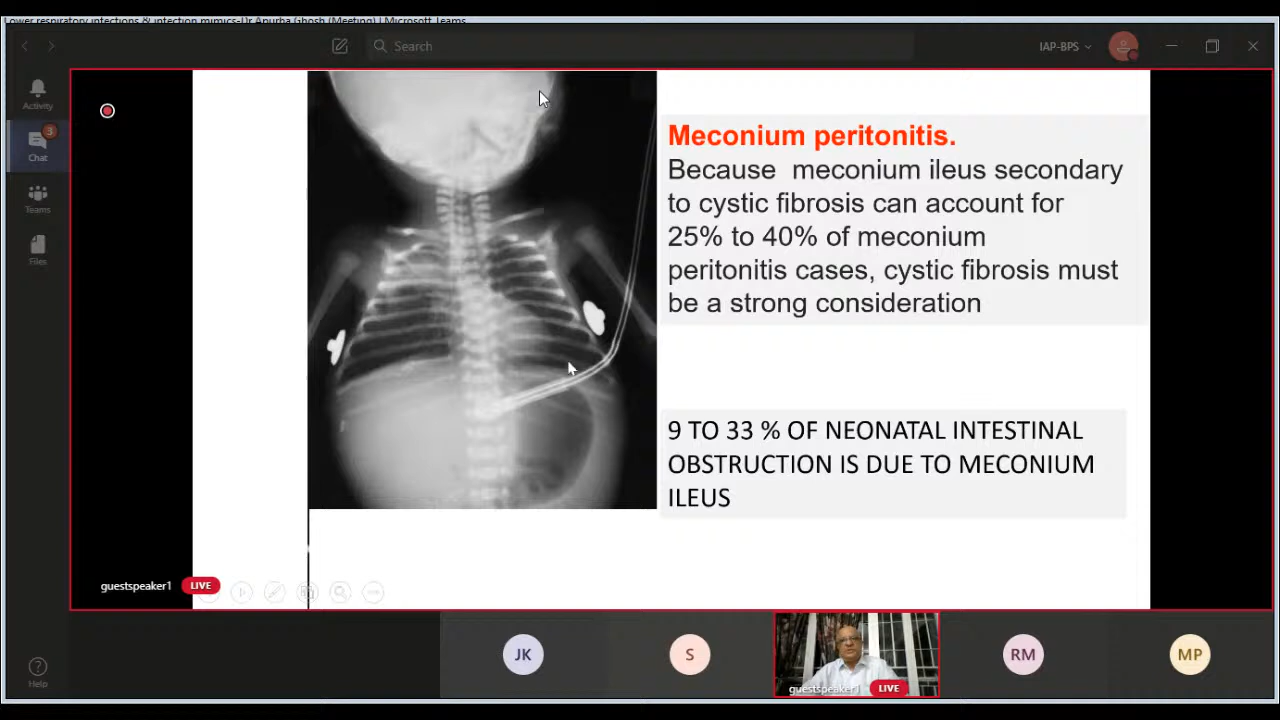 Lower respiratory infections & infection mimics-Dr Apurba Ghosh (Meeting) | Microsoft Teams
Search
IAP-BPS
Activity
3
Chat
Teams
Files
Meconium peritonitis.
Because meconium ileus secondary
to cystic fibrosis can account for
25% to 40% of meconium
peritonitis cases, cystic fibrosis must
be a strong consideration
9 TO 33 % OF NEONATAL INTESTINAL
OBSTRUCTION IS DUE TO MECONIUM
ILEUS
guestspeaker1 LIVE
Help
JK
S
guestspeaker1 LIVE
RM
MP